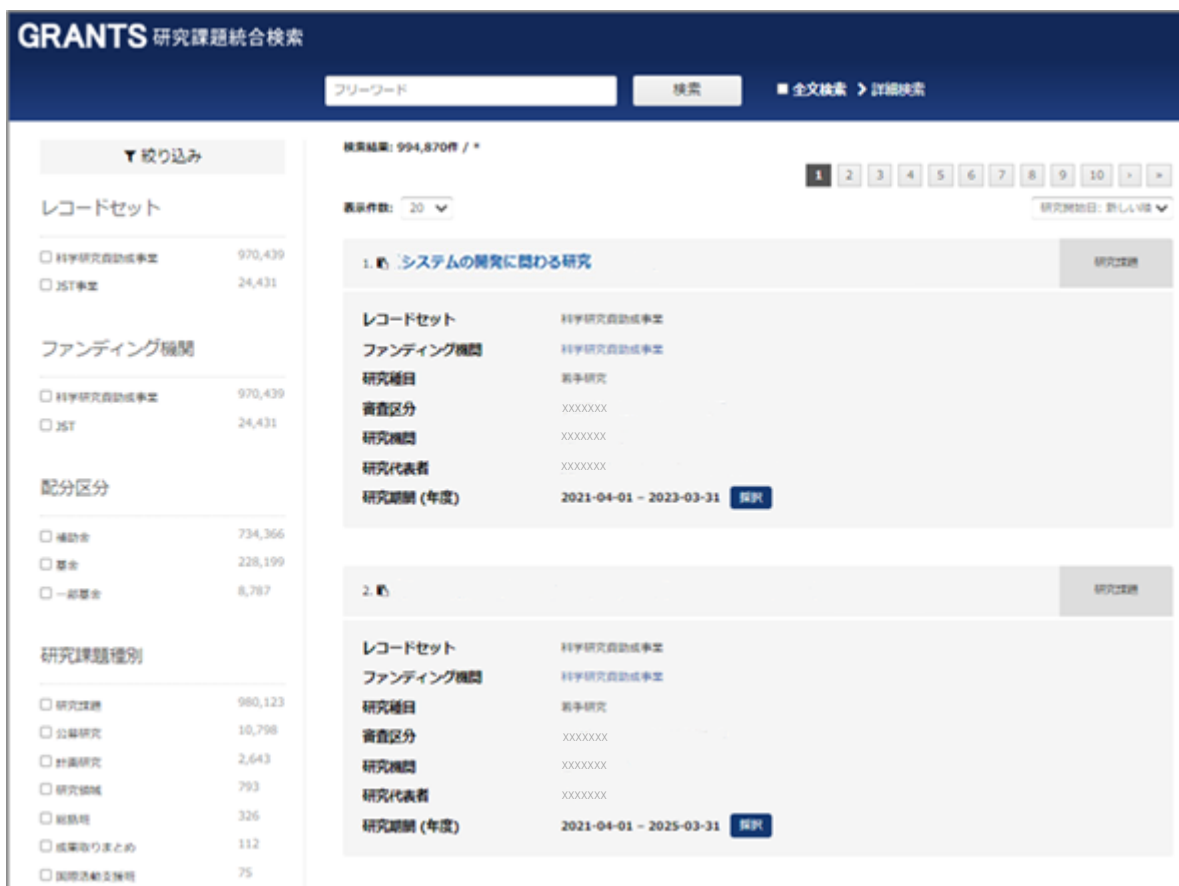 GRANTS 研究課題統合検索
フリーワード
検索
全文検索 詳細検索
絞り込み
検索結果: 994,870件 / *
1 2 3 4 5 6 7 8 9 10 › »
レコードセット
表示件数: 20
研究開始日: 新しい順
科学研究費助成事業 970,439
JST事業 24,431
ファンディング機関
科学研究費助成事業 970,439
JST 24,431
配分区分
補助金 734,366
基金 228,199
一部基金 8,787
研究課題種別
研究課題 980,123
公募研究 10,798
計画研究 2,643
研究領域 793
総括班 326
成果取りまとめ 112
国際活動支援班 75
1. システムの開発に関わる研究
研究課題
レコードセット 科学研究費助成事業
ファンディング機関 科学研究費助成事業
研究種目 若手研究
審査区分 XXXXXXX
研究機関 XXXXXXX
研究代表者 XXXXXXX
研究期間 (年度) 2021-04-01 – 2023-03-31 採択
2.
研究課題
レコードセット 科学研究費助成事業
ファンディング機関 科学研究費助成事業
研究種目 若手研究
審査区分 XXXXXXX
研究機関 XXXXXXX
研究代表者 XXXXXXX
研究期間 (年度) 2021-04-01 – 2025-03-31 採択